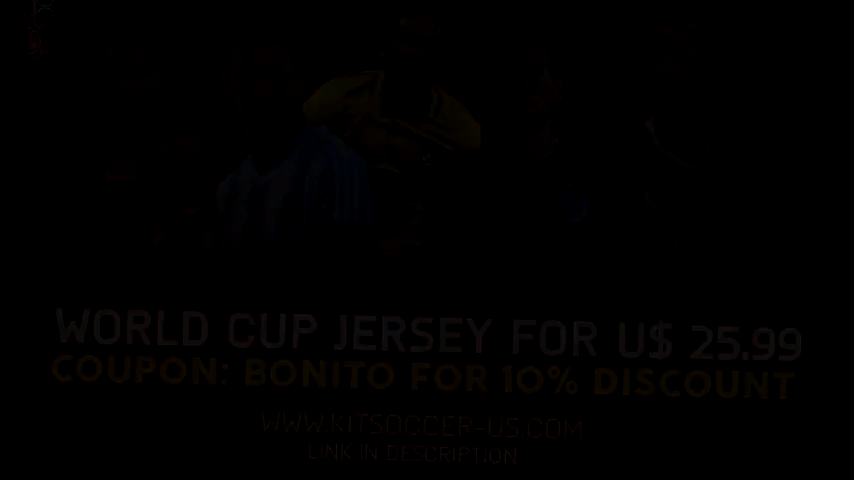 WORLD CUP JERSEY FOR U$ 25.99
COUPON: BONITO FOR 10% DISCOUNT
WWW.KITSOCCER-US.COM
LINK IN DESCRIPTION